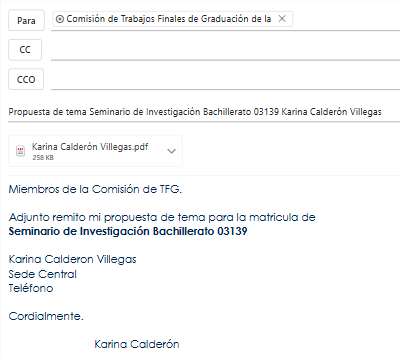 Para
Comisión de Trabajos Finales de Graduación de la
CC
CCO
Propuesta de tema Seminario de Investigación Bachillerato 03139 Karina Calderón Villegas
Karina Calderón Villegas.pdf
258 KB
Miembros de la Comisión de TFG.
Adjunto remito mi propuesta de tema para la matricula de
Seminario de Investigación Bachillerato 03139
Karina Calderon Villegas
Sede Central
Teléfono
Cordialmente.
Karina Calderón